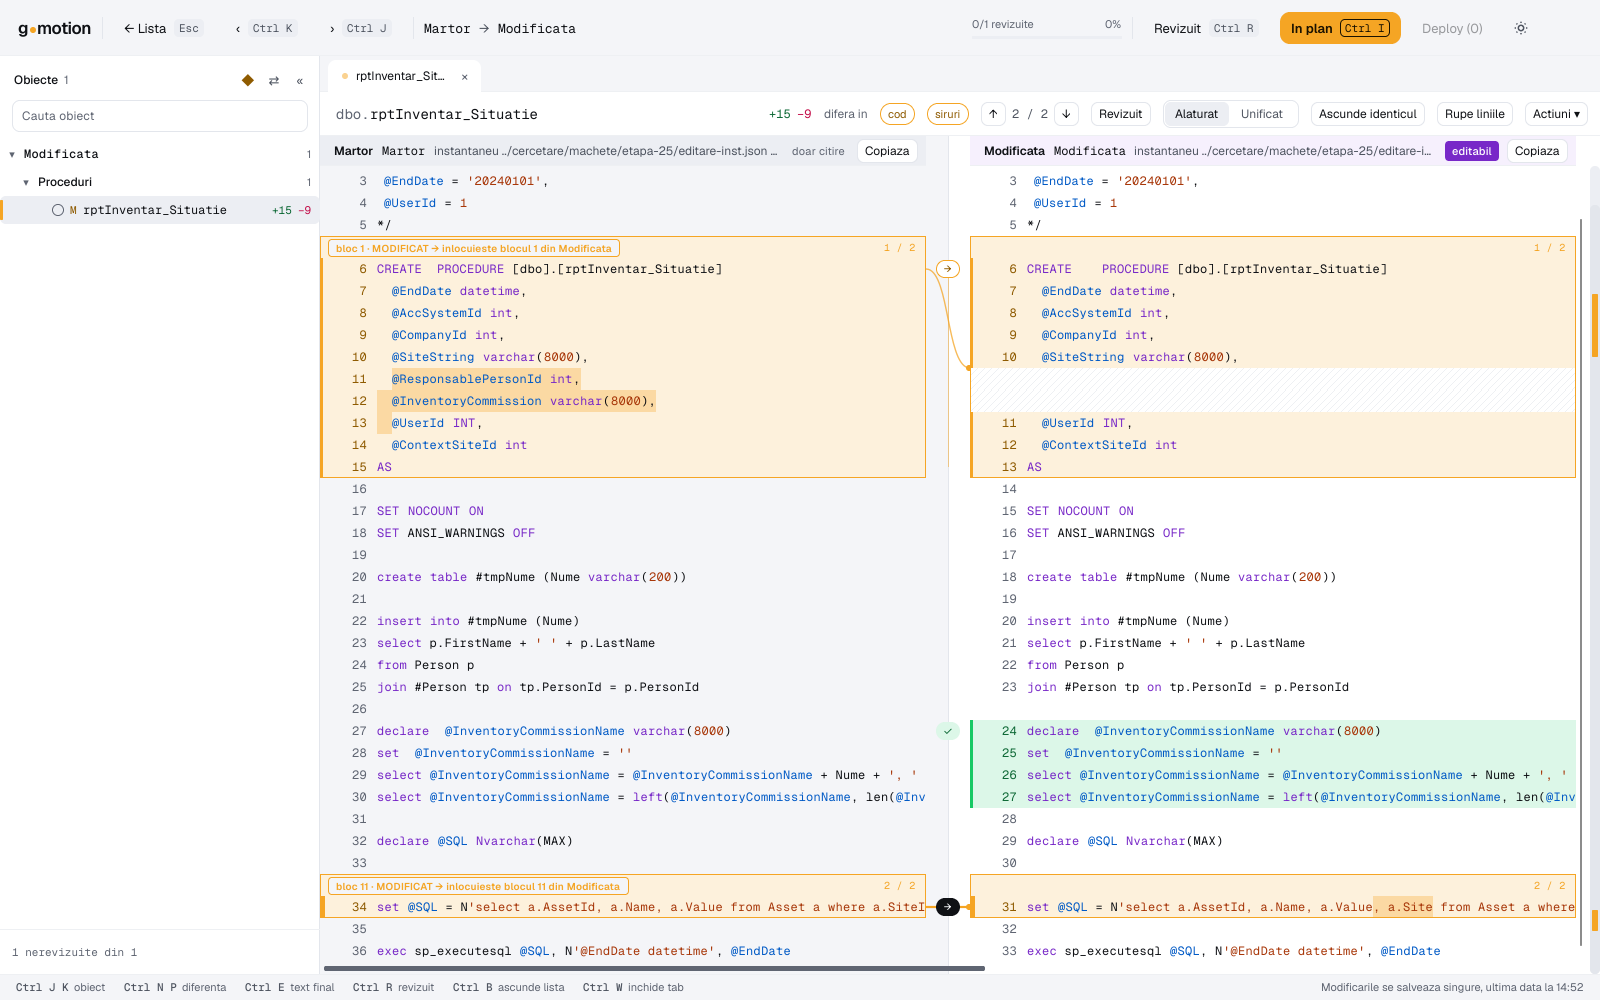 g•motion
← Lista Esc ‹ Ctrl K › Ctrl J Martor → Modificata 0/1 revizuite 0% Revizuit Ctrl R In plan Ctrl I Deploy (0)
Obiecte 1 ⇄ «
Cauta obiect
▾ Modificata 1
▾ Proceduri 1
M rptInventar_Situatie +15 −9
1 nerevizuite din 1
rptInventar_Sit… ×
dbo.rptInventar_Situatie +15 −9 difera in cod siruri ↑ 2 / 2 ↓ Revizuit Alaturat Unificat Ascunde identicul Rupe liniile Actiuni ▾
Martor Martor instantaneu ../cercetare/machete/etapa-25/editare-inst.json … doar citire Copiaza
3 @EndDate = '20240101',
4 @UserId = 1
5 */
bloc 1 · MODIFICAT → inlocuieste blocul 1 din Modificata 1 / 2
6 CREATE  PROCEDURE [dbo].[rptInventar_Situatie]
7 @EndDate datetime,
8 @AccSystemId int,
9 @CompanyId int,
10 @SiteString varchar(8000),
11 @ResponsablePersonId int,
12 @InventoryCommission varchar(8000),
13 @UserId INT,
14 @ContextSiteId int
15 AS
16
17 SET NOCOUNT ON
18 SET ANSI_WARNINGS OFF
19
20 create table #tmpNume (Nume varchar(200))
21
22 insert into #tmpNume (Nume)
23 select p.FirstName + ' ' + p.LastName
24 from Person p
25 join #Person tp on tp.PersonId = p.PersonId
26
27 declare  @InventoryCommissionName varchar(8000)
28 set  @InventoryCommissionName = ''
29 select @InventoryCommissionName = @InventoryCommissionName + Nume + ', '
30 select @InventoryCommissionName = left(@InventoryCommissionName, len(@Inv
31
32 declare @SQL Nvarchar(MAX)
33
bloc 11 · MODIFICAT → inlocuieste blocul 11 din Modificata 2 / 2
34 set @SQL = N'select a.AssetId, a.Name, a.Value from Asset a where a.SiteI
35
36 exec sp_executesql @SQL, N'@EndDate datetime', @EndDate
→
✓
→
Modificata Modificata instantaneu ../cercetare/machete/etapa-25/editare-i… editabil Copiaza
3 @EndDate = '20240101',
4 @UserId = 1
5 */
1 / 2
6 CREATE    PROCEDURE [dbo].[rptInventar_Situatie]
7 @EndDate datetime,
8 @AccSystemId int,
9 @CompanyId int,
10 @SiteString varchar(8000),
11 @UserId INT,
12 @ContextSiteId int
13 AS
14
15 SET NOCOUNT ON
16 SET ANSI_WARNINGS OFF
17
18 create table #tmpNume (Nume varchar(200))
19
20 insert into #tmpNume (Nume)
21 select p.FirstName + ' ' + p.LastName
22 from Person p
23 join #Person tp on tp.PersonId = p.PersonId
24 declare  @InventoryCommissionName varchar(8000)
25 set  @InventoryCommissionName = ''
26 select @InventoryCommissionName = @InventoryCommissionName + Nume + ', '
27 select @InventoryCommissionName = left(@InventoryCommissionName, len(@Inv
28
29 declare @SQL Nvarchar(MAX)
30
2 / 2
31 set @SQL = N'select a.AssetId, a.Name, a.Value, a.Site from Asset a where
32
33 exec sp_executesql @SQL, N'@EndDate datetime', @EndDate
Ctrl J K obiect Ctrl N P diferenta Ctrl E text final Ctrl R revizuit Ctrl B ascunde lista Ctrl W inchide tab Modificarile se salveaza singure, ultima data la 14:52